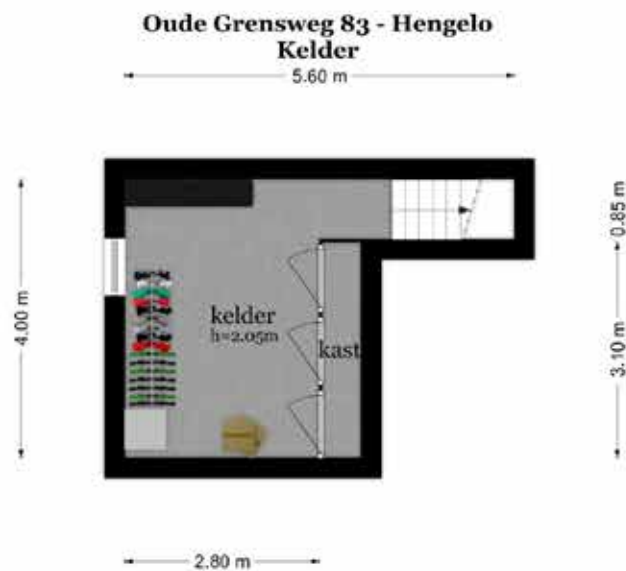 Oude Grensweg 83 - Hengelo
Kelder
5.60 m
0.85 m
4.00 m
kelder
h=2.05m
kast
3.10 m
2.80 m